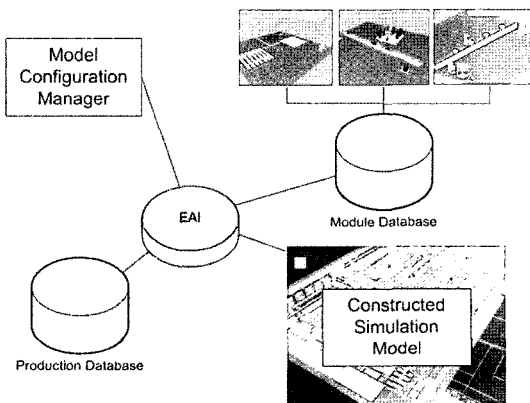 Model
Configuration
Manager
EAI
Module Database
Constructed
Simulation
Model
Production Database